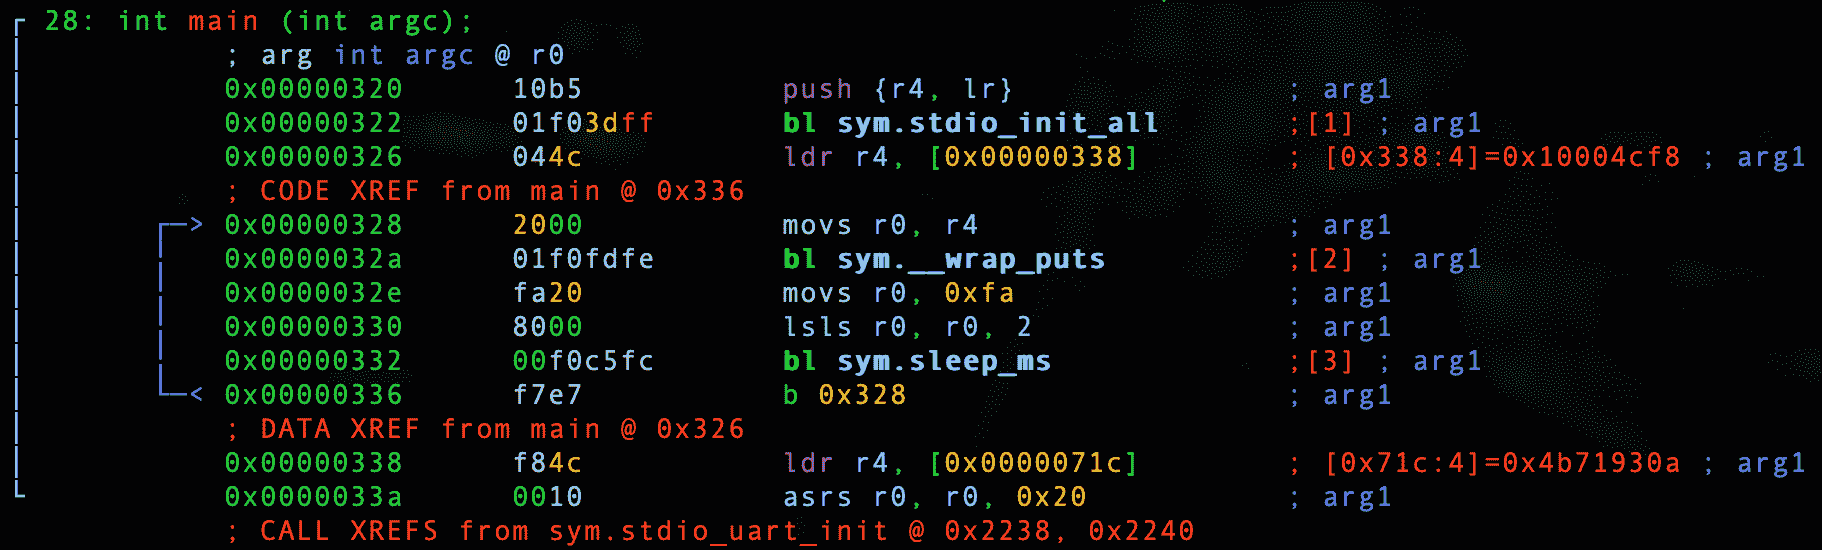 28: int main (int argc);
; arg int argc @ r0
0x00000320 10b5 push {r4, lr} ; arg1
0x00000322 01f03dff bl sym.stdio_init_all ;[1] ; arg1
0x00000326 044c ldr r4, [0x00000338] ; [0x338:4]=0x10004cf8 ; arg1
; CODE XREF from main @ 0x336
0x00000328 2000 movs r0, r4 ; arg1
0x0000032a 01f0fdfe bl sym.__wrap_puts ;[2] ; arg1
0x0000032e fa20 movs r0, 0xfa ; arg1
0x00000330 8000 lsls r0, r0, 2 ; arg1
0x00000332 00f0c5fc bl sym.sleep_ms ;[3] ; arg1
0x00000336 f7e7 b 0x328 ; arg1
; DATA XREF from main @ 0x326
0x00000338 f84c ldr r4, [0x0000071c] ; [0x71c:4]=0x4b71930a ; arg1
0x0000033a 0010 asrs r0, r0, 0x20 ; arg1
; CALL XREFS from sym.stdio_uart_init @ 0x2238, 0x2240